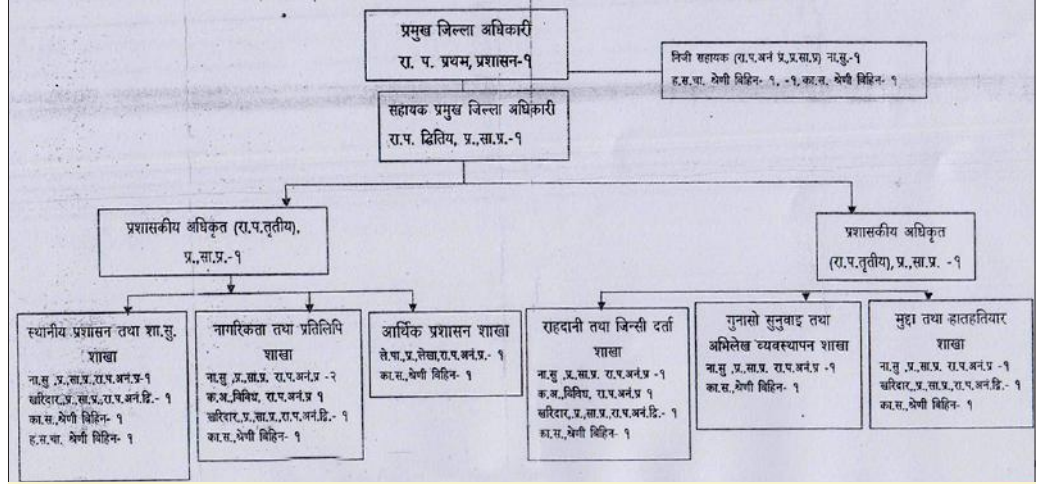 प्रमुख जिल्ला अधिकारी
रा. प. प्रथम, प्रशासन-१
निजी सहायक (रा.प.अनं प्र.,प्र.सा.प्र) ना.सु.-१
ह.स.चा. श्रेणी विहिन- १, -१, का.स. श्रेणी विहिन- १
सहायक प्रमुख जिल्ला अधिकारी
रा.प. द्वितिय, प्र.,सा.प्र.-१
प्रशासकीय अधिकृत (रा.प.तृतीय),
प्र.,सा.प्र.-१
प्रशासकीय अधिकृत
(रा.प.तृतीय), प्र.,सा.प्र. -१
स्थानीय प्रशासन तथा शा.सु.
शाखा
ना.सु.,प्र.,सा.प्र.,रा.प.अनं.प्र-१
खरिदार,प्र.,सा.प्र.,रा.प.अनं.द्वि.- १
का.स.,श्रेणी विहिन- १
ह.स.चा. श्रेणी विहिन- १
नागरिकता तथा प्रतिलिपि
शाखा
ना.सु.,प्र.,सा.प्र. रा.प.अनं.प्र -२
क.अ.,विविध, रा.प.अनं.प्र १
खरिदार,प्र.,सा.प्र.,रा.प.अनं.द्वि.- १
का.स.,श्रेणी विहिन- १
आर्थिक प्रशासन शाखा
ले.पा.,प्र.,लेखा,रा.प.अनं.प्र.- १
का.स.,श्रेणी विहिन- १
राहदानी तथा जिन्सी दर्ता
शाखा
ना.सु.,प्र.,सा.प्र. रा.प.अनं.प्र -१
क.अ.,विविध, रा.प.अनं.प्र १
खरिदार,प्र.,सा.प्र.,रा.प.अनं.द्वि.- १
का.स.,श्रेणी विहिन- १
गुनासो सुनुवाइ तथा
अभिलेख व्यवस्थापन शाखा
ना.सु.,प्र.,सा.प्र. रा.प.अनं.प्र -१
का.स.,श्रेणी विहिन- १
मुद्दा तथा हातहतियार
शाखा
ना.सु.,प्र.,सा.प्र. रा.प.अनं.प्र -१
खरिदार,प्र.,सा.प्र.,रा.प.अनं.द्वि.- १
का.स.,श्रेणी विहिन- १